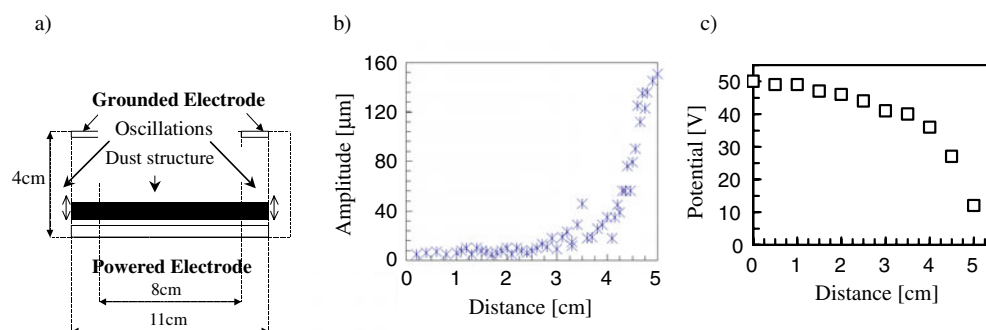 a)
Grounded Electrode
Oscillations
Dust structure
4cm
Powered Electrode
8cm
11cm
b)
160
120
80
40
0
Amplitude [µm]
0 1 2 3 4 5
Distance [cm]
c)
50
40
30
20
10
0
Potential [V]
0 1 2 3 4 5
Distance [cm]